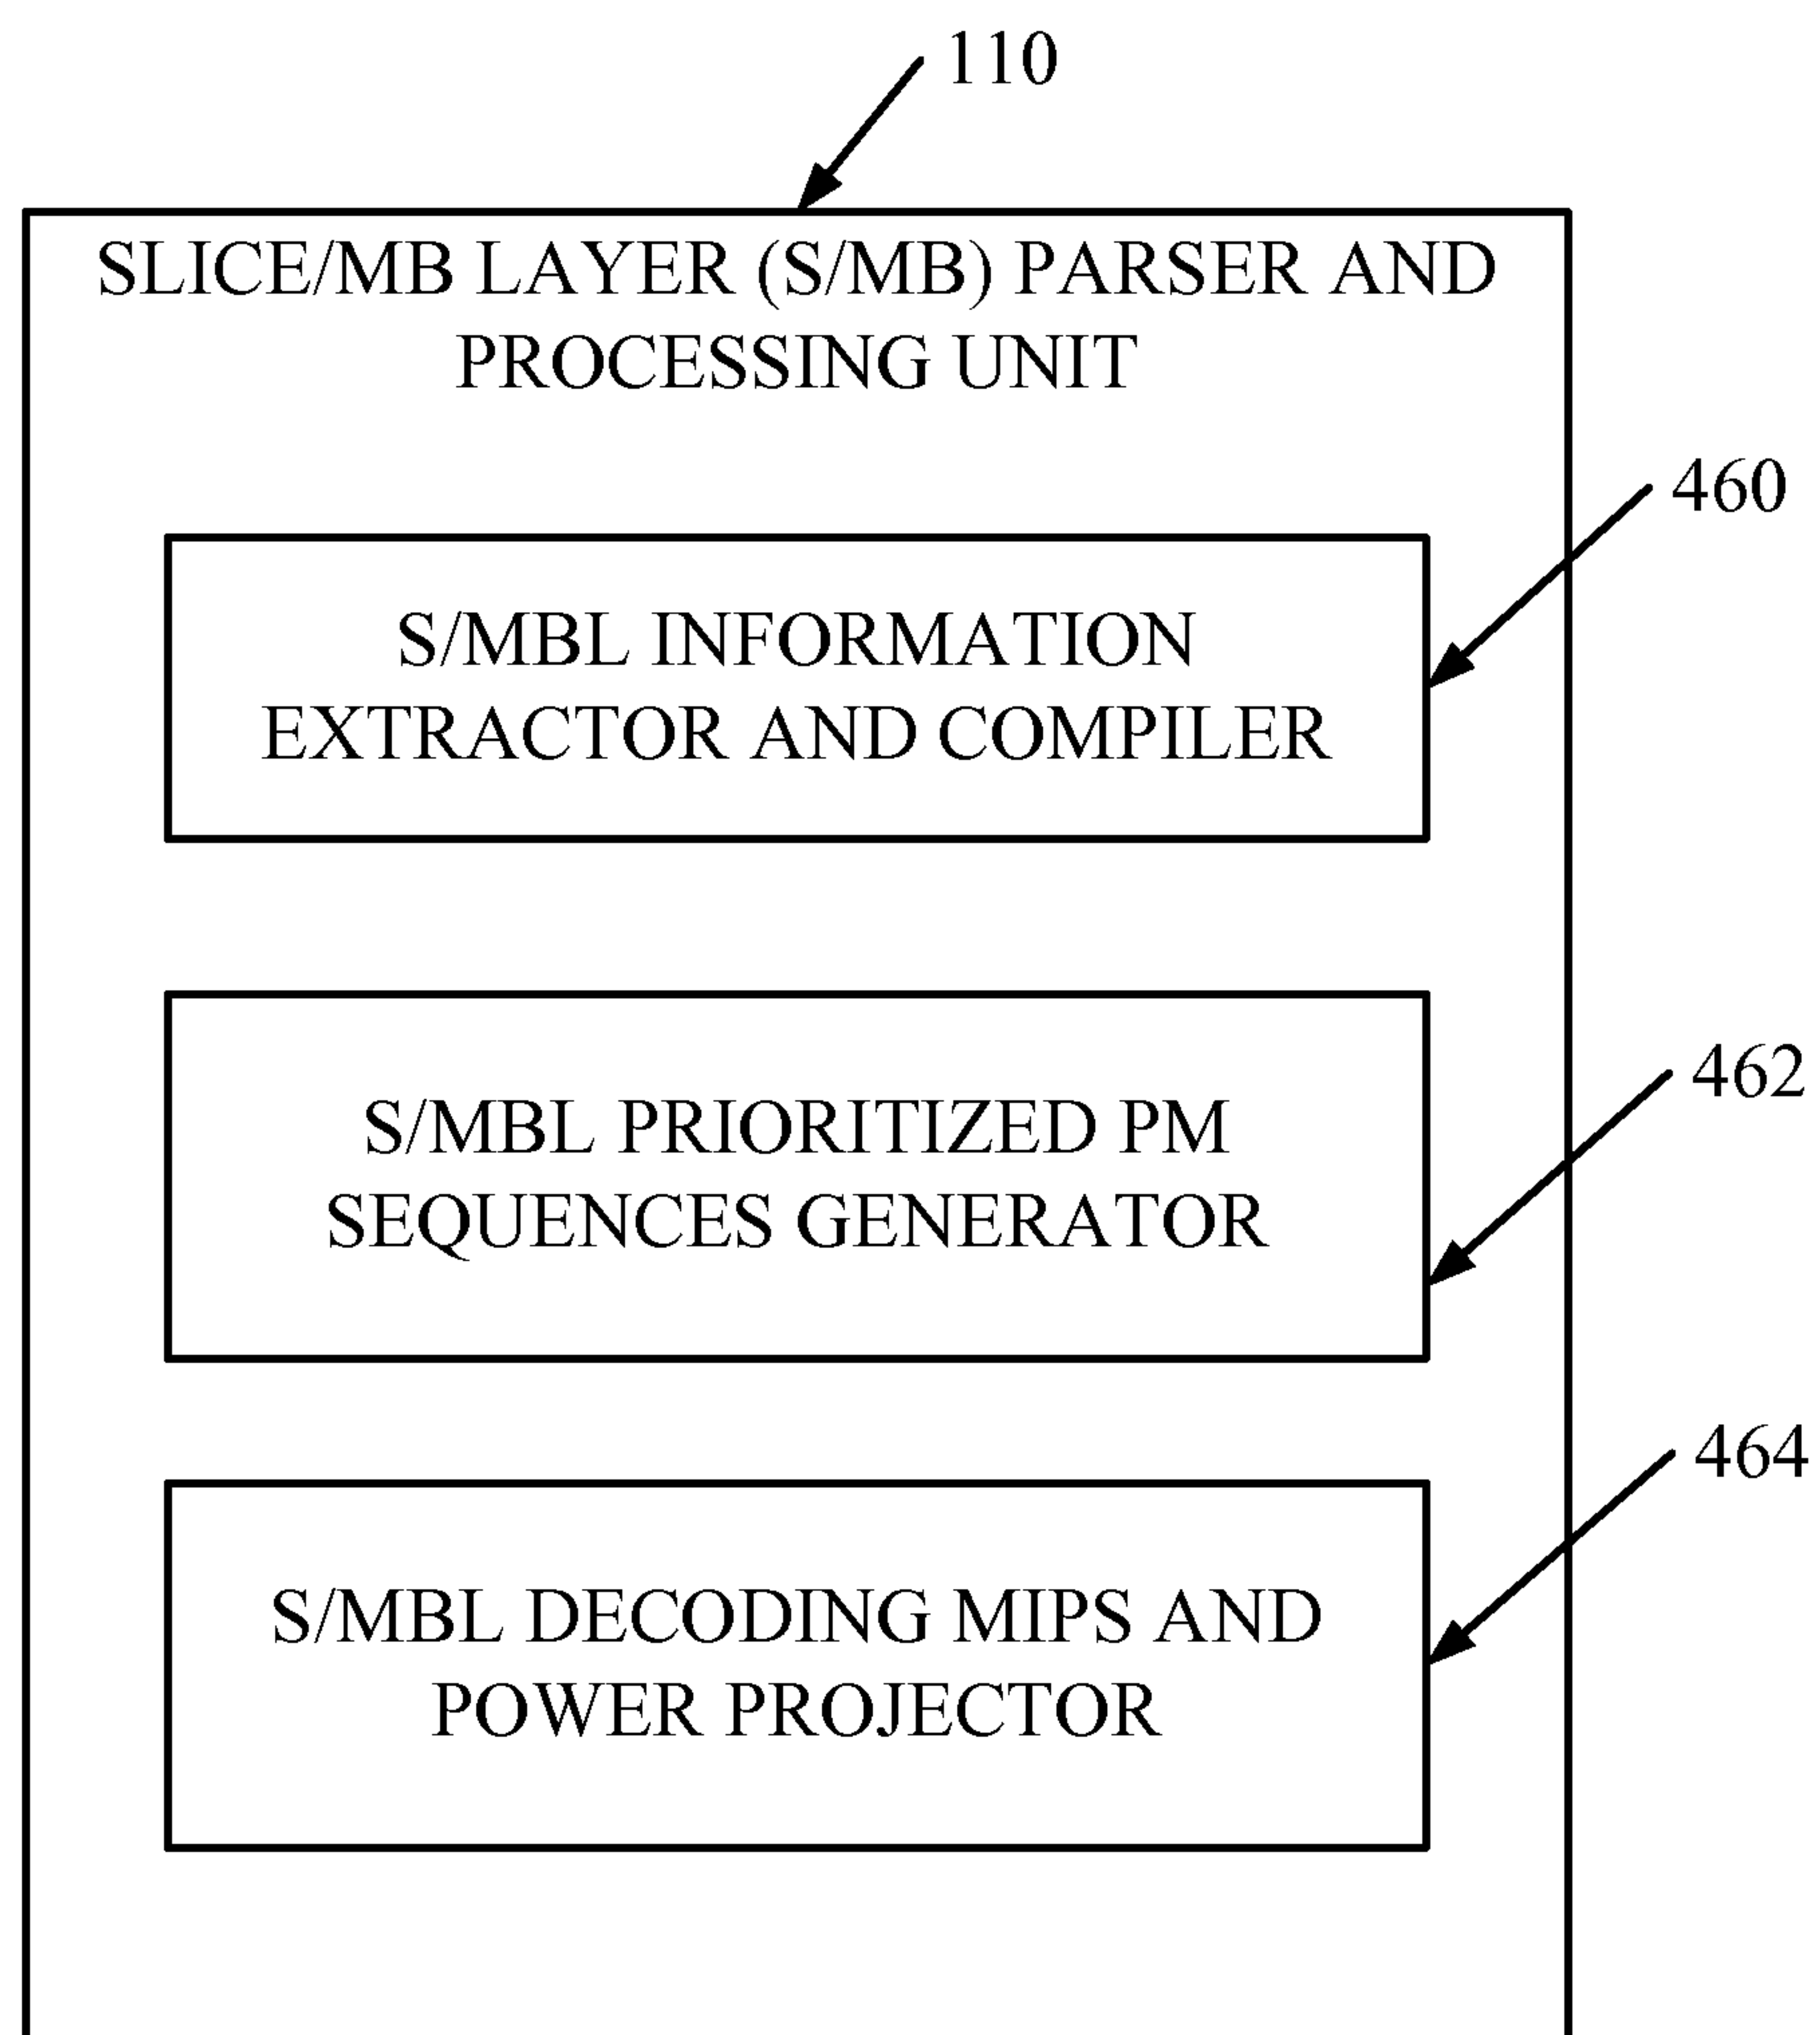 110
SLICE/MB LAYER (S/MB) PARSER AND
PROCESSING UNIT
460
S/MBL INFORMATION
EXTRACTOR AND COMPILER
462
S/MBL PRIORITIZED PM
SEQUENCES GENERATOR
464
S/MBL DECODING MIPS AND
POWER PROJECTOR